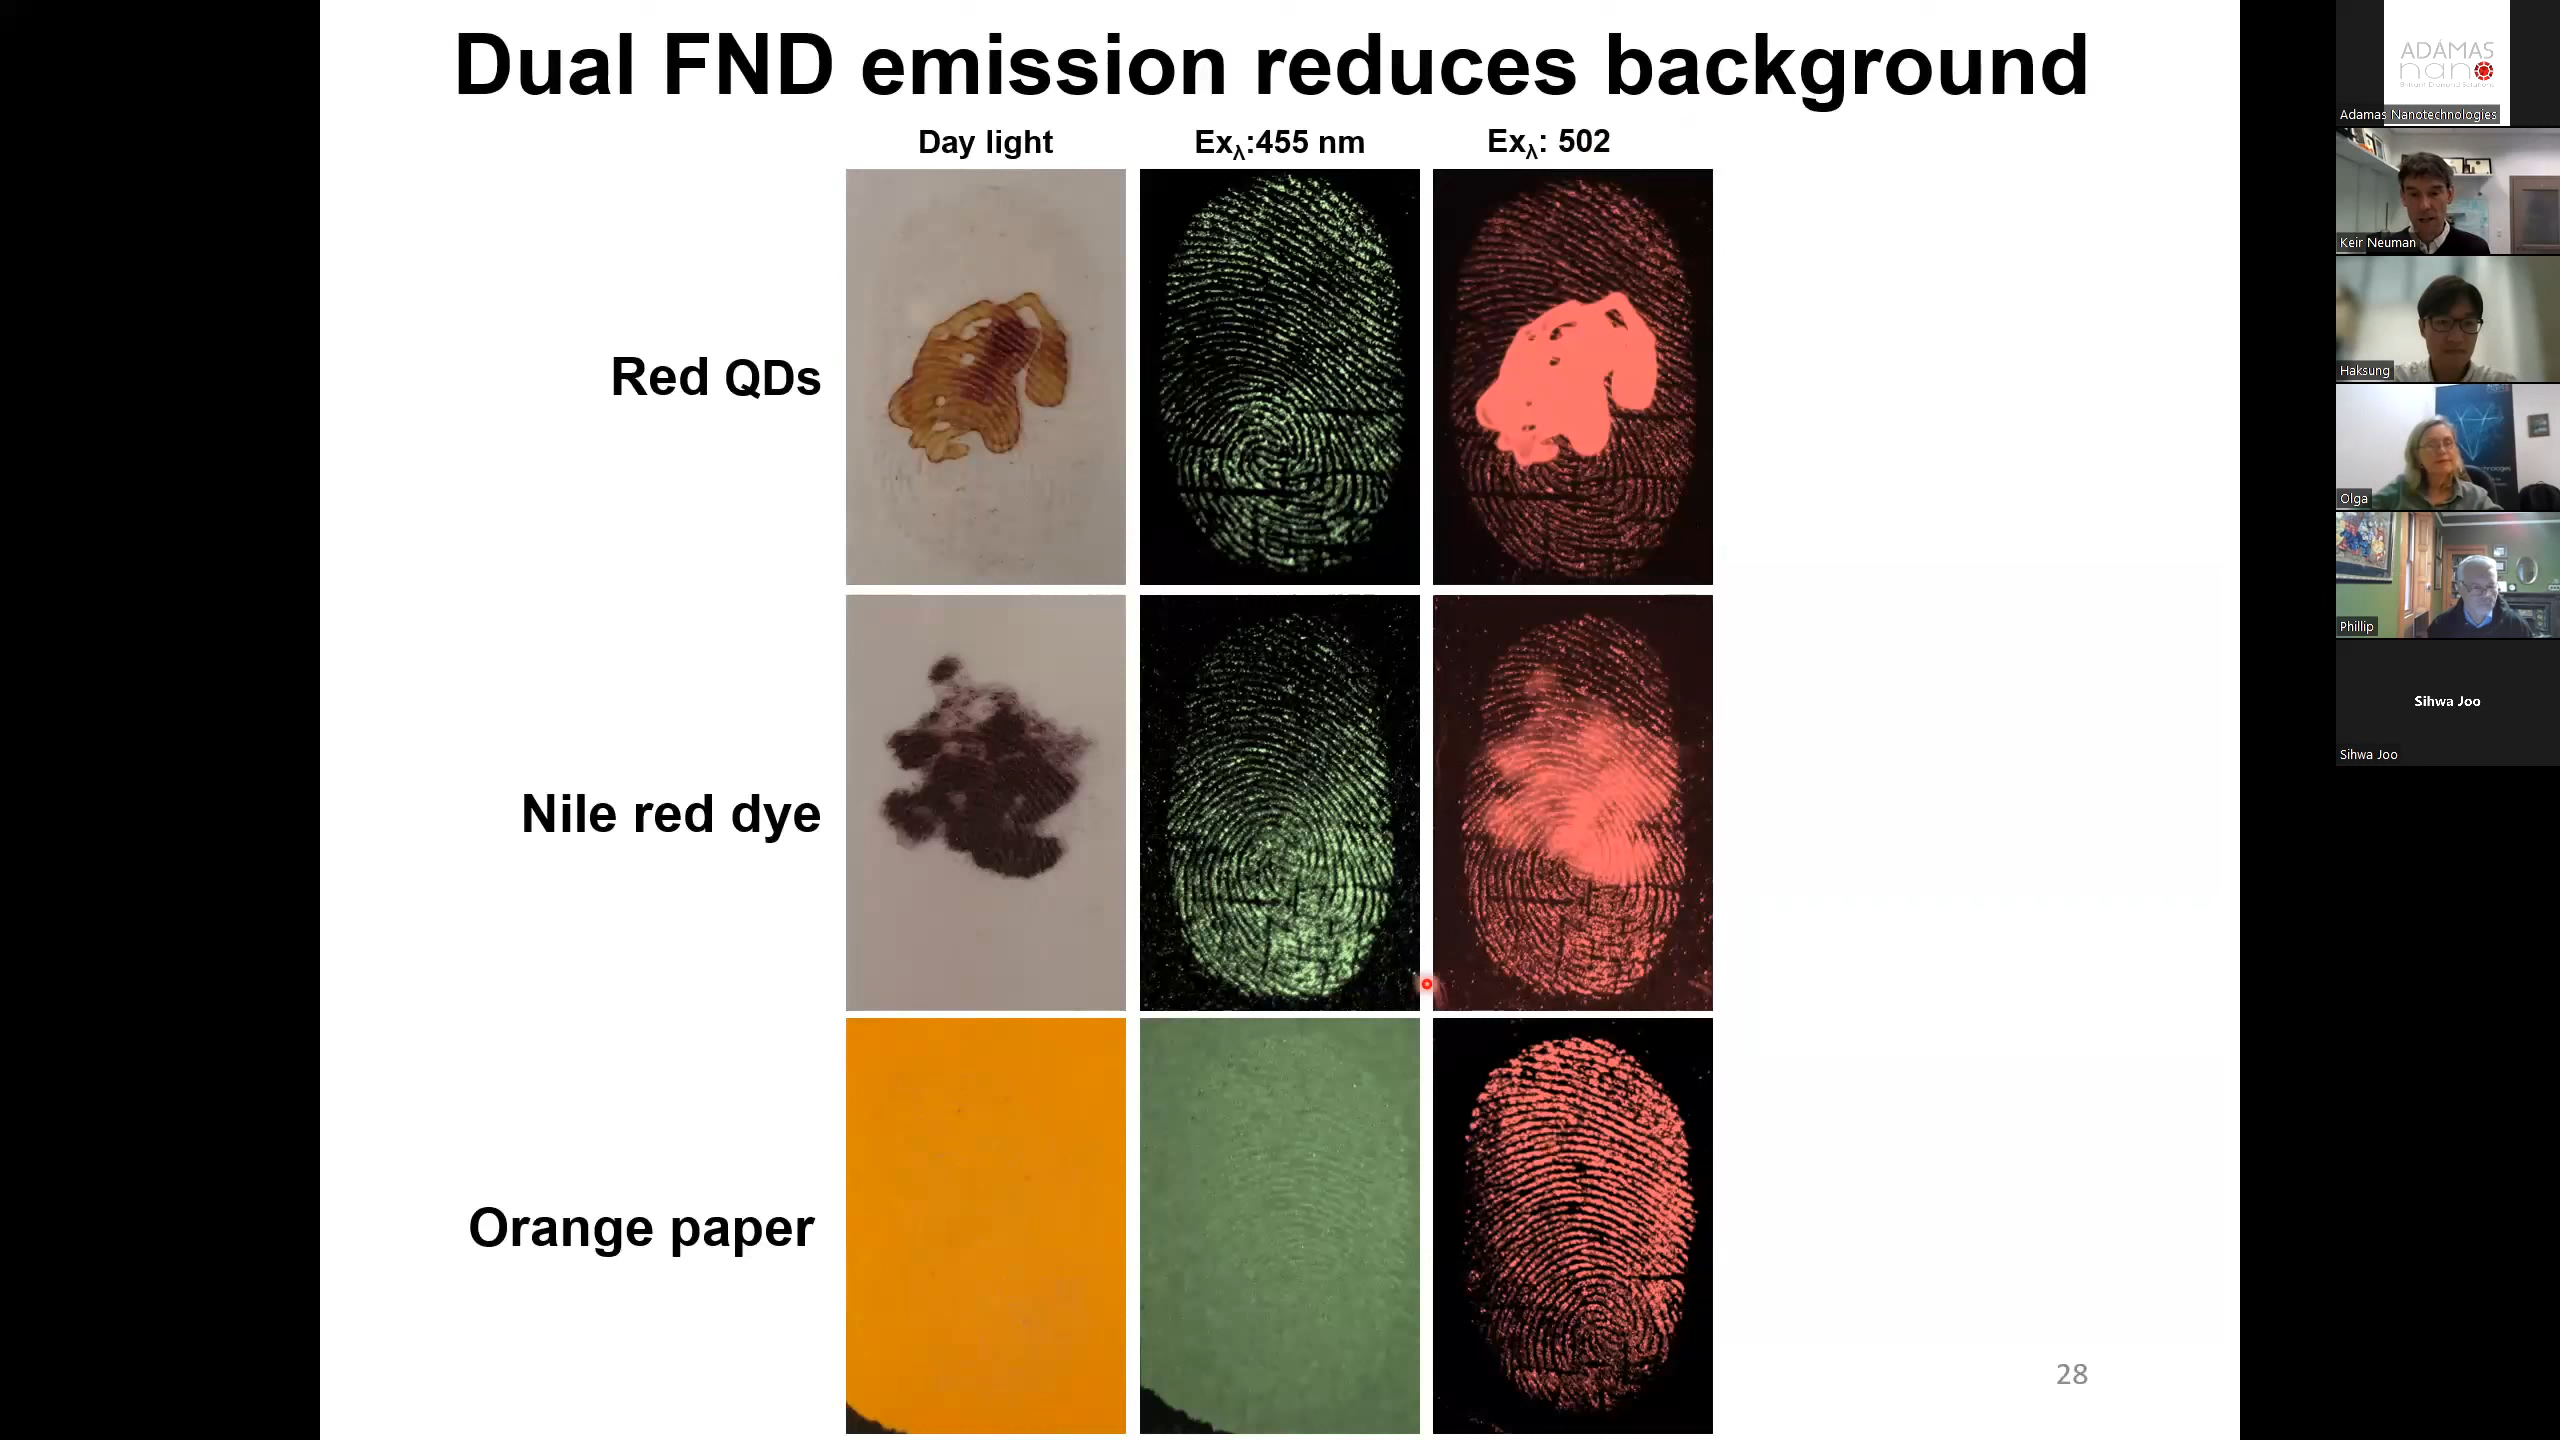 Dual FND emission reduces background
Day light
Exλ:455 nm
Exλ: 502
Red QDs
Nile red dye
Orange paper
28
ADÁMAS
nano
Adamas Nanotechnologies
Keir Neuman
Haksung
Olga
Phillip
Sihwa Joo
Sihwa Joo